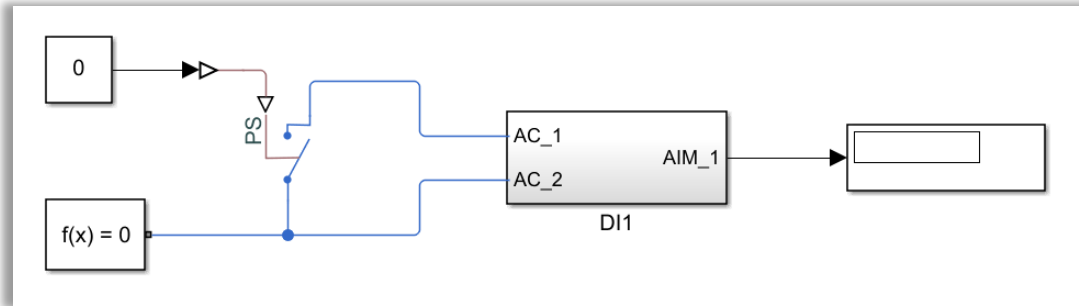 0
PS
AC_1
AIM_1
AC_2
DI1
f(x) = 0